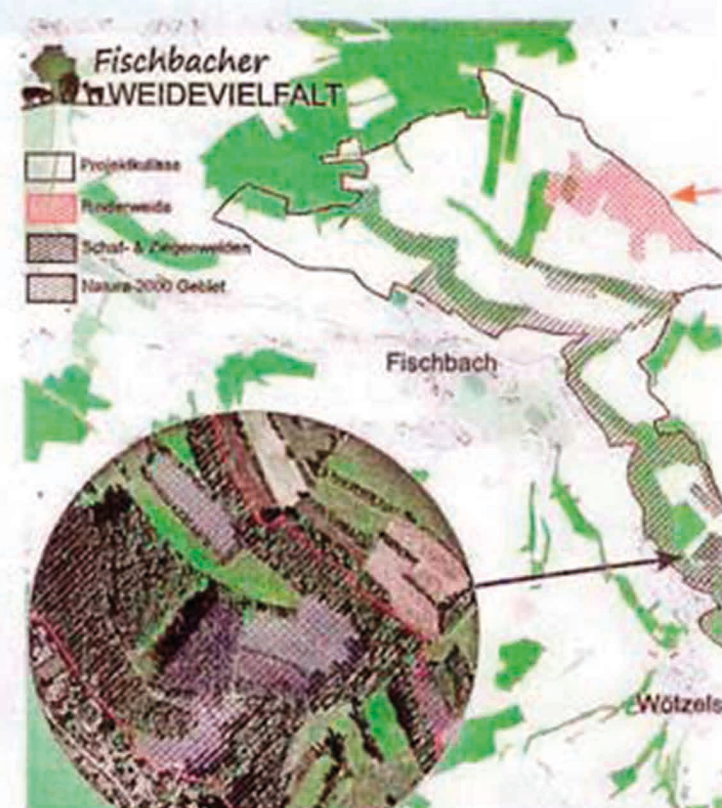 Fischbacher
WEIDEVIELFALT
Projektkulisse
Rinderweide
Schaf- & Ziegenweiden
Natura-2000 Gebiet
Fischbach
Wötzels